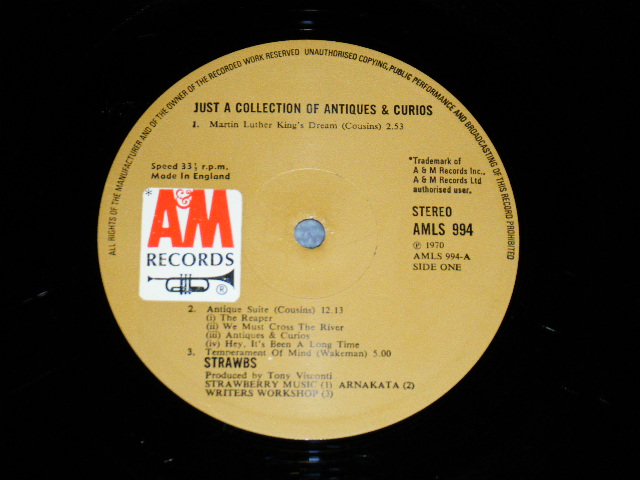 ALL RIGHTS OF THE MANUFACTURER AND OF THE OWNER OF THE RECORDED WORK RESERVED UNAUTHORISED COPYING, PUBLIC PERFORMANCE AND BROADCASTING OF THIS RECORD PROHIBITED
JUST A COLLECTION OF ANTIQUES & CURIOS
1. Martin Luther King's Dream (Cousins) 2.53
Speed 33⅓ r.p.m.
Made in England
*Trademark of
A & M Records Inc.,
A & M Records Ltd
authorised user.
*
A&M
RECORDS
®
STEREO
AMLS 994
℗ 1970
AMLS 994-A
SIDE ONE
2. Antique Suite (Cousins) 12.13
(i) The Reaper
(ii) We Must Cross The River
(iii) Antiques & Curios
(iv) Hey, It's Been A Long Time
3. Temperament Of Mind (Wakeman) 5.00
STRAWBS
Produced by Tony Visconti
STRAWBERRY MUSIC (1) ARNAKATA (2)
WRITERS WORKSHOP (3)